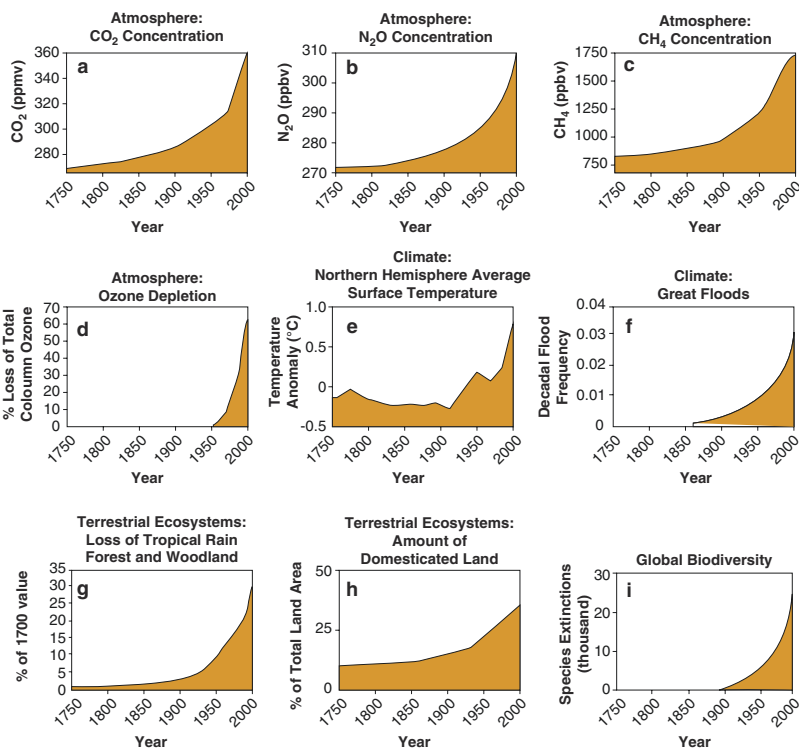 Atmosphere:
CO2 Concentration
a
CO2 (ppmv)
360
340
320
300
280
1750
1800
1850
1900
1950
2000
Year
Atmosphere:
N2O Concentration
b
N2O (ppbv)
310
300
290
280
270
1750
1800
1850
1900
1950
2000
Year
Atmosphere:
CH4 Concentration
c
CH4 (ppbv)
1750
1500
1250
1000
750
1750
1800
1850
1900
1950
2000
Year
Atmosphere:
Ozone Depletion
d
% Loss of Total
Coloumn Ozone
70
60
50
40
30
20
10
0
1750
1800
1850
1900
1950
2000
Year
Climate:
Northern Hemisphere Average
Surface Temperature
e
Temperature
Anomaly (°C)
1.0
0.5
0
-0.5
1750
1800
1850
1900
1950
2000
Year
Climate:
Great Floods
f
Decadal Flood
Frequency
0.04
0.03
0.02
0.01
0
1750
1800
1850
1900
1950
2000
Year
Terrestrial Ecosystems:
Loss of Tropical Rain
Forest and Woodland
g
% of 1700 value
35
30
25
20
15
10
5
0
1750
1800
1850
1900
1950
2000
Year
Terrestrial Ecosystems:
Amount of
Domesticated Land
h
% of Total Land Area
50
25
0
1750
1800
1850
1900
1950
2000
Year
Global Biodiversity
i
Species Extinctions
(thousand)
30
20
10
0
1750
1800
1850
1900
1950
2000
Year